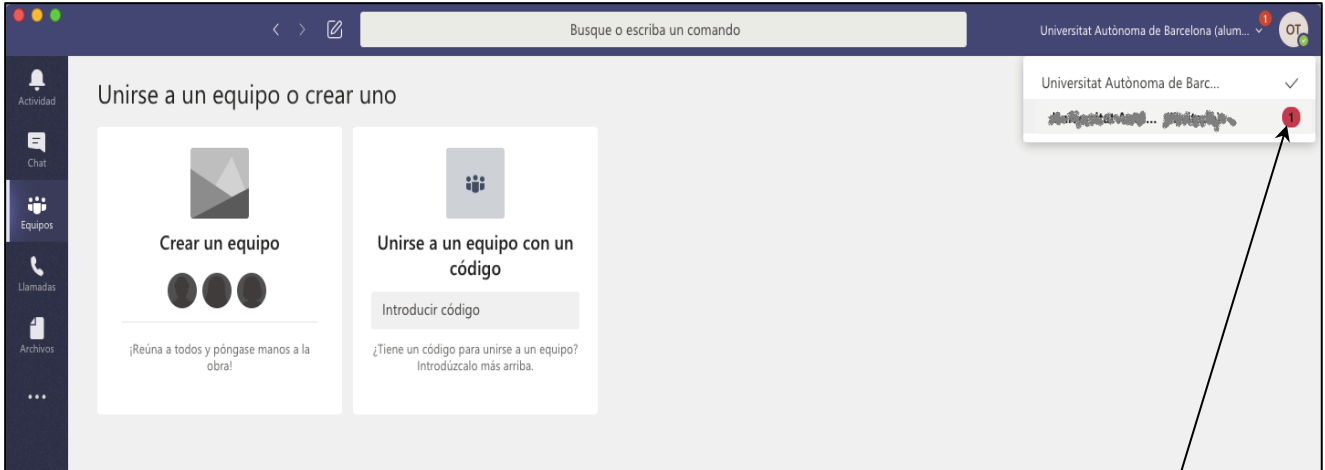 Busque o escriba un comando
Universitat Autònoma de Barcelona (alum...
1
OT
Universitat Autònoma de Barc...
...
1
Actividad
Chat
Equipos
Llamadas
Archivos
Unirse a un equipo o crear uno
Crear un equipo
¡Reúna a todos y póngase manos a la
obra!
Unirse a un equipo con un
código
Introducir código
¿Tiene un código para unirse a un equipo?
Introdúzcalo más arriba.